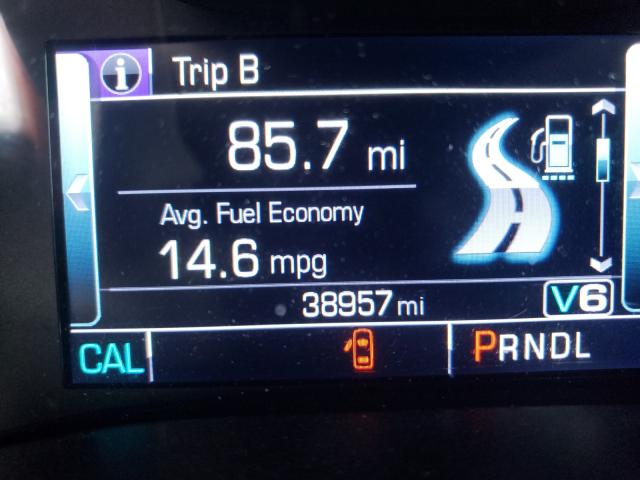 i Trip B
85.7 mi
Avg. Fuel Economy
14.6 mpg
38957 mi V6
CAL PRNDL